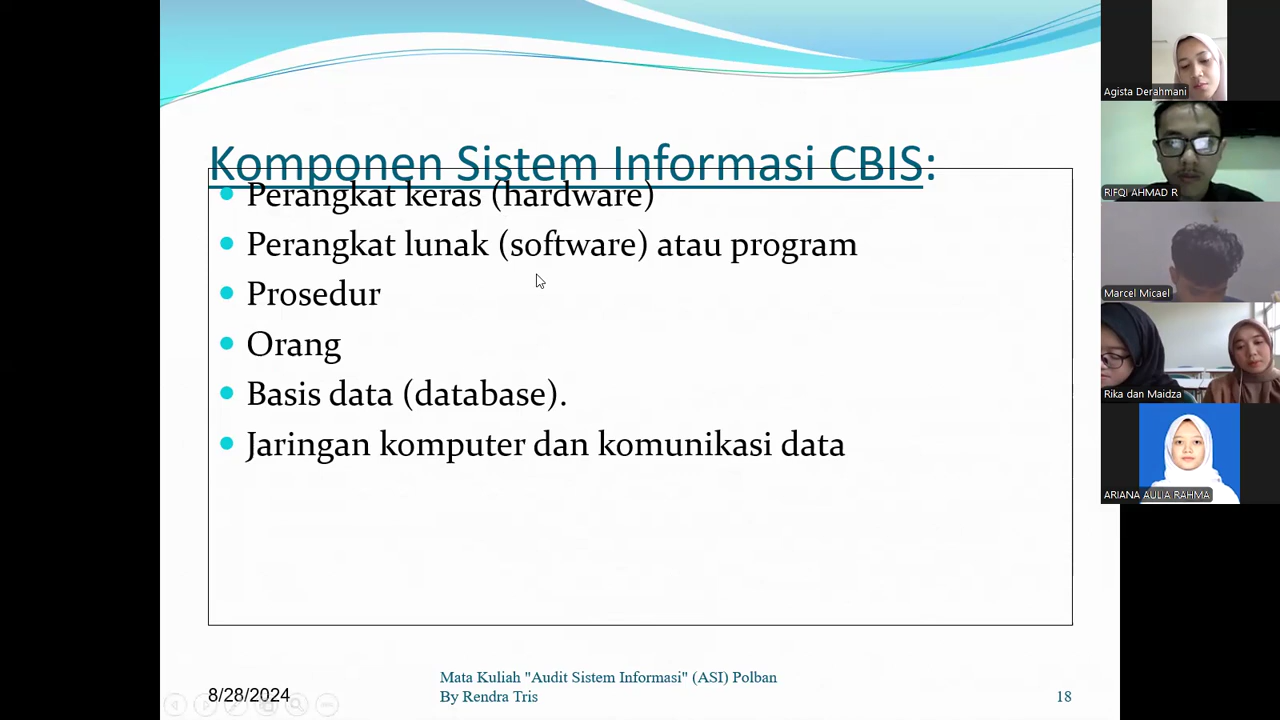 Komponen Sistem Informasi CBIS:
Perangkat keras (hardware)
Perangkat lunak (software) atau program
Prosedur
Orang
Basis data (database).
Jaringan komputer dan komunikasi data
8/28/2024
Mata Kuliah "Audit Sistem Informasi" (ASI) Polban
By Rendra Tris
18
Agista Derahmani
RIFQI AHMAD R
Marcel Micael
Rika dan Maidza
ARIANA AULIA RAHMA